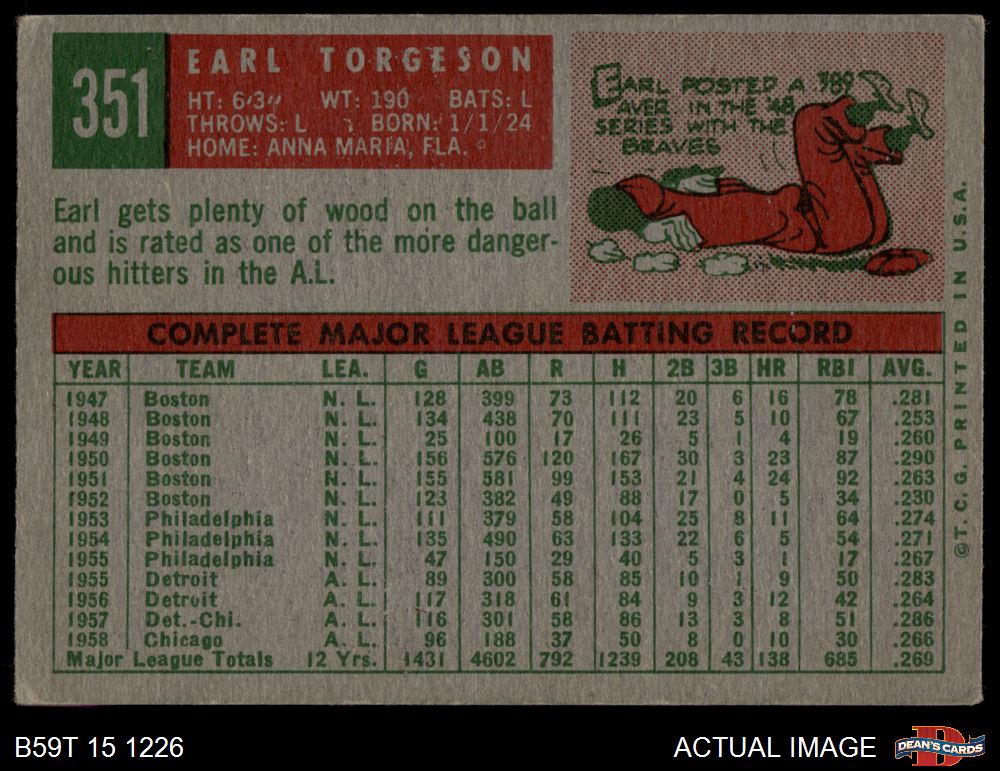 351
EARL TORGESON
HT: 6'3" WT: 190 BATS: L
THROWS: L BORN: 1/1/24
HOME: ANNA MARIA, FLA.
EARL POSTED A .389
AVER IN THE '48
SERIES WITH THE
BRAVES
Earl gets plenty of wood on the ball
and is rated as one of the more danger-
ous hitters in the A.L.
COMPLETE MAJOR LEAGUE BATTING RECORD
YEAR TEAM LEA. G AB R H 2B 3B HR RBI AVG.
1947 Boston N. L. 128 399 73 112 20 6 16 78 .281
1948 Boston N. L. 134 438 70 111 23 5 10 67 .253
1949 Boston N. L. 25 100 17 26 5 1 4 19 .260
1950 Boston N. L. 156 576 120 167 30 3 23 87 .290
1951 Boston N. L. 155 581 99 153 21 4 24 92 .263
1952 Boston N. L. 123 382 49 88 17 0 5 34 .230
1953 Philadelphia N. L. 111 379 58 104 25 8 11 64 .274
1954 Philadelphia N. L. 135 490 63 133 22 6 5 54 .271
1955 Philadelphia N. L. 47 150 29 40 5 3 1 17 .267
1955 Detroit A. L. 89 300 58 85 10 1 9 50 .283
1956 Detroit A. L. 117 318 61 84 9 3 12 42 .264
1957 Det.-Chi. A. L. 116 301 58 86 13 3 8 51 .286
1958 Chicago A. L. 96 188 37 50 8 0 10 30 .266
Major League Totals 12 Yrs. 1431 4602 792 1239 208 43 138 685 .269
©T. C. G. PRINTED IN U.S.A.
B59T 15 1226
ACTUAL IMAGE
DEAN'S CARDS